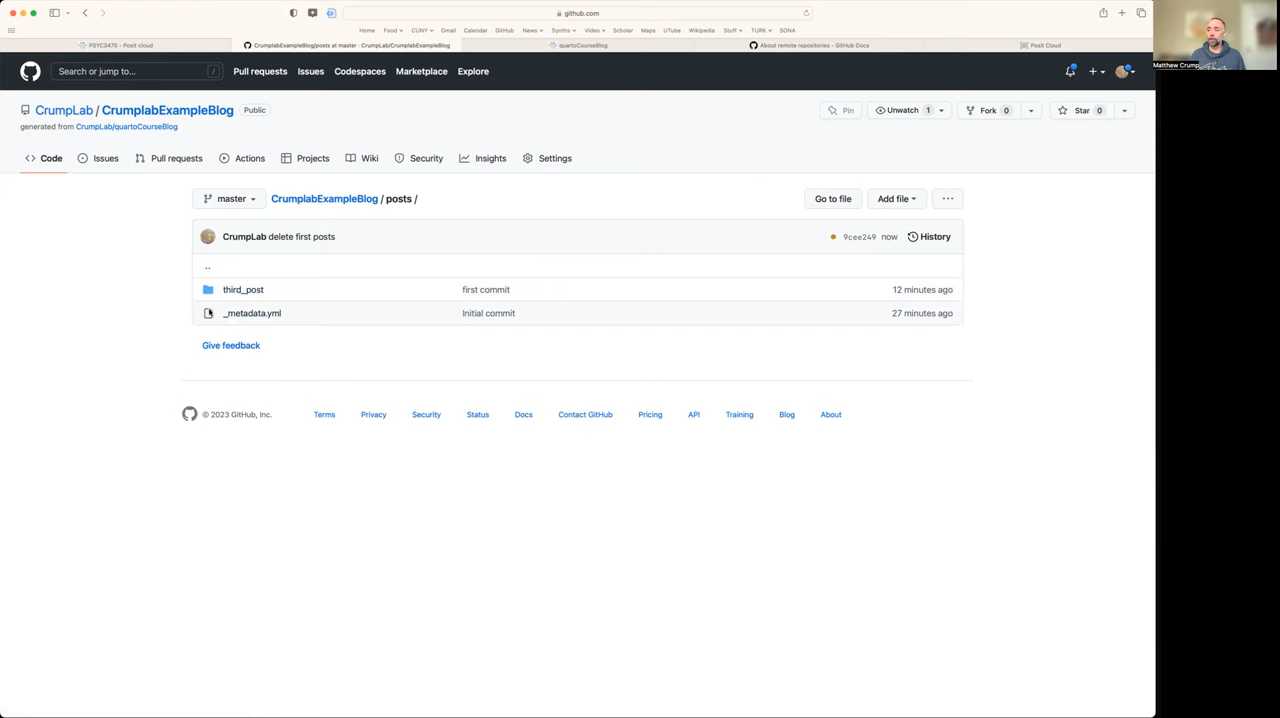 github.com
Home Food CUNY Gmail Calendar GitHub News Synths Video Scholar Maps UTube Wikipedia Stuff TURK SONA
PSYC3470 - Posit cloud
CrumplabExampleBlog/posts at master · CrumpLab/CrumplabExampleBlog
quartoCourseBlog
About remote repositories - GitHub Docs
Posit Cloud
Matthew Crump
Search or jump to... /
Pull requests Issues Codespaces Marketplace Explore
CrumpLab / CrumplabExampleBlog Public
Pin Unwatch 1 Fork 0 Star 0
generated from CrumpLab/quartoCourseBlog
Code Issues Pull requests Actions Projects Wiki Security Insights Settings
master CrumplabExampleBlog / posts / Go to file Add file ...
CrumpLab delete first posts 9cee249 now History
..
third_post first commit 12 minutes ago
_metadata.yml Initial commit 27 minutes ago
Give feedback
© 2023 GitHub, Inc. Terms Privacy Security Status Docs Contact GitHub Pricing API Training Blog About